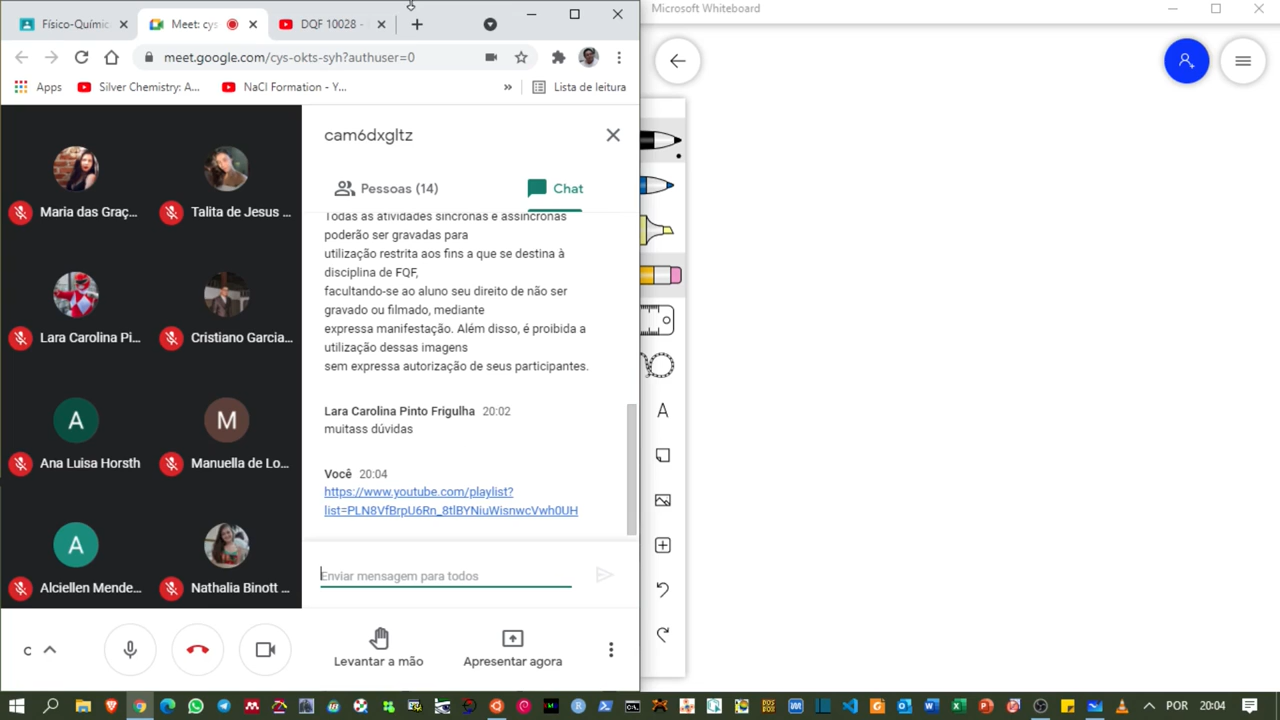 Físico-Químic
Meet: cys
DQF 10028 -
Microsoft Whiteboard
meet.google.com/cys-okts-syh?authuser=0
Apps
Silver Chemistry: A...
NaCl Formation - Y...
»
Lista de leitura
cam6dxgltz
Pessoas (14)
Chat
Maria das Graç...
Talita de Jesus ...
Lara Carolina Pi...
Cristiano Garcia...
A
Ana Luisa Horsth
M
Manuella de Lo...
A
Alciellen Mende...
Nathalia Binott ...
Todas as atividades síncronas e assíncronas
poderão ser gravadas para
utilização restrita aos fins a que se destina à
disciplina de FQF,
facultando-se ao aluno seu direito de não ser
gravado ou filmado, mediante
expressa manifestação. Além disso, é proibida a
utilização dessas imagens
sem expressa autorização de seus participantes.
Lara Carolina Pinto Frigulha 20:02
muitass dúvidas
Você 20:04
https://www.youtube.com/playlist?
list=PLN8VfBrpU6Rn_8tlBYNiuWisnwcVwh0UH
Enviar mensagem para todos
c
Levantar a mão
Apresentar agora
A
POR
20:04